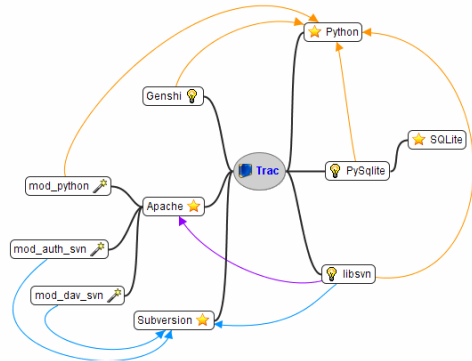 Python
Genshi
SQLite
Trac
PySqlite
mod_python
Apache
mod_auth_svn
libsvn
mod_dav_svn
Subversion